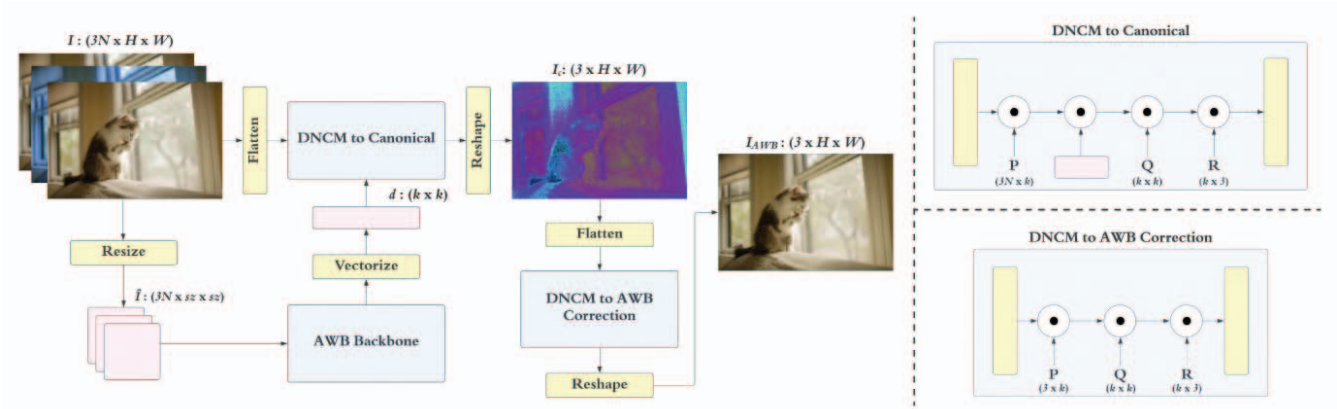 I : (3N x H x W)
Flatten
DNCM to Canonical
Reshape
I_c : (3 x H x W)
d : (k x k)
Resize
Vectorize
Î : (3N x sz x sz)
AWB Backbone
Flatten
DNCM to AWB
Correction
Reshape
I_AWB : (3 x H x W)
DNCM to Canonical
P
(3N x k)
Q
(k x k)
R
(k x 3)
DNCM to AWB Correction
P
(3 x k)
Q
(k x k)
R
(k x 3)